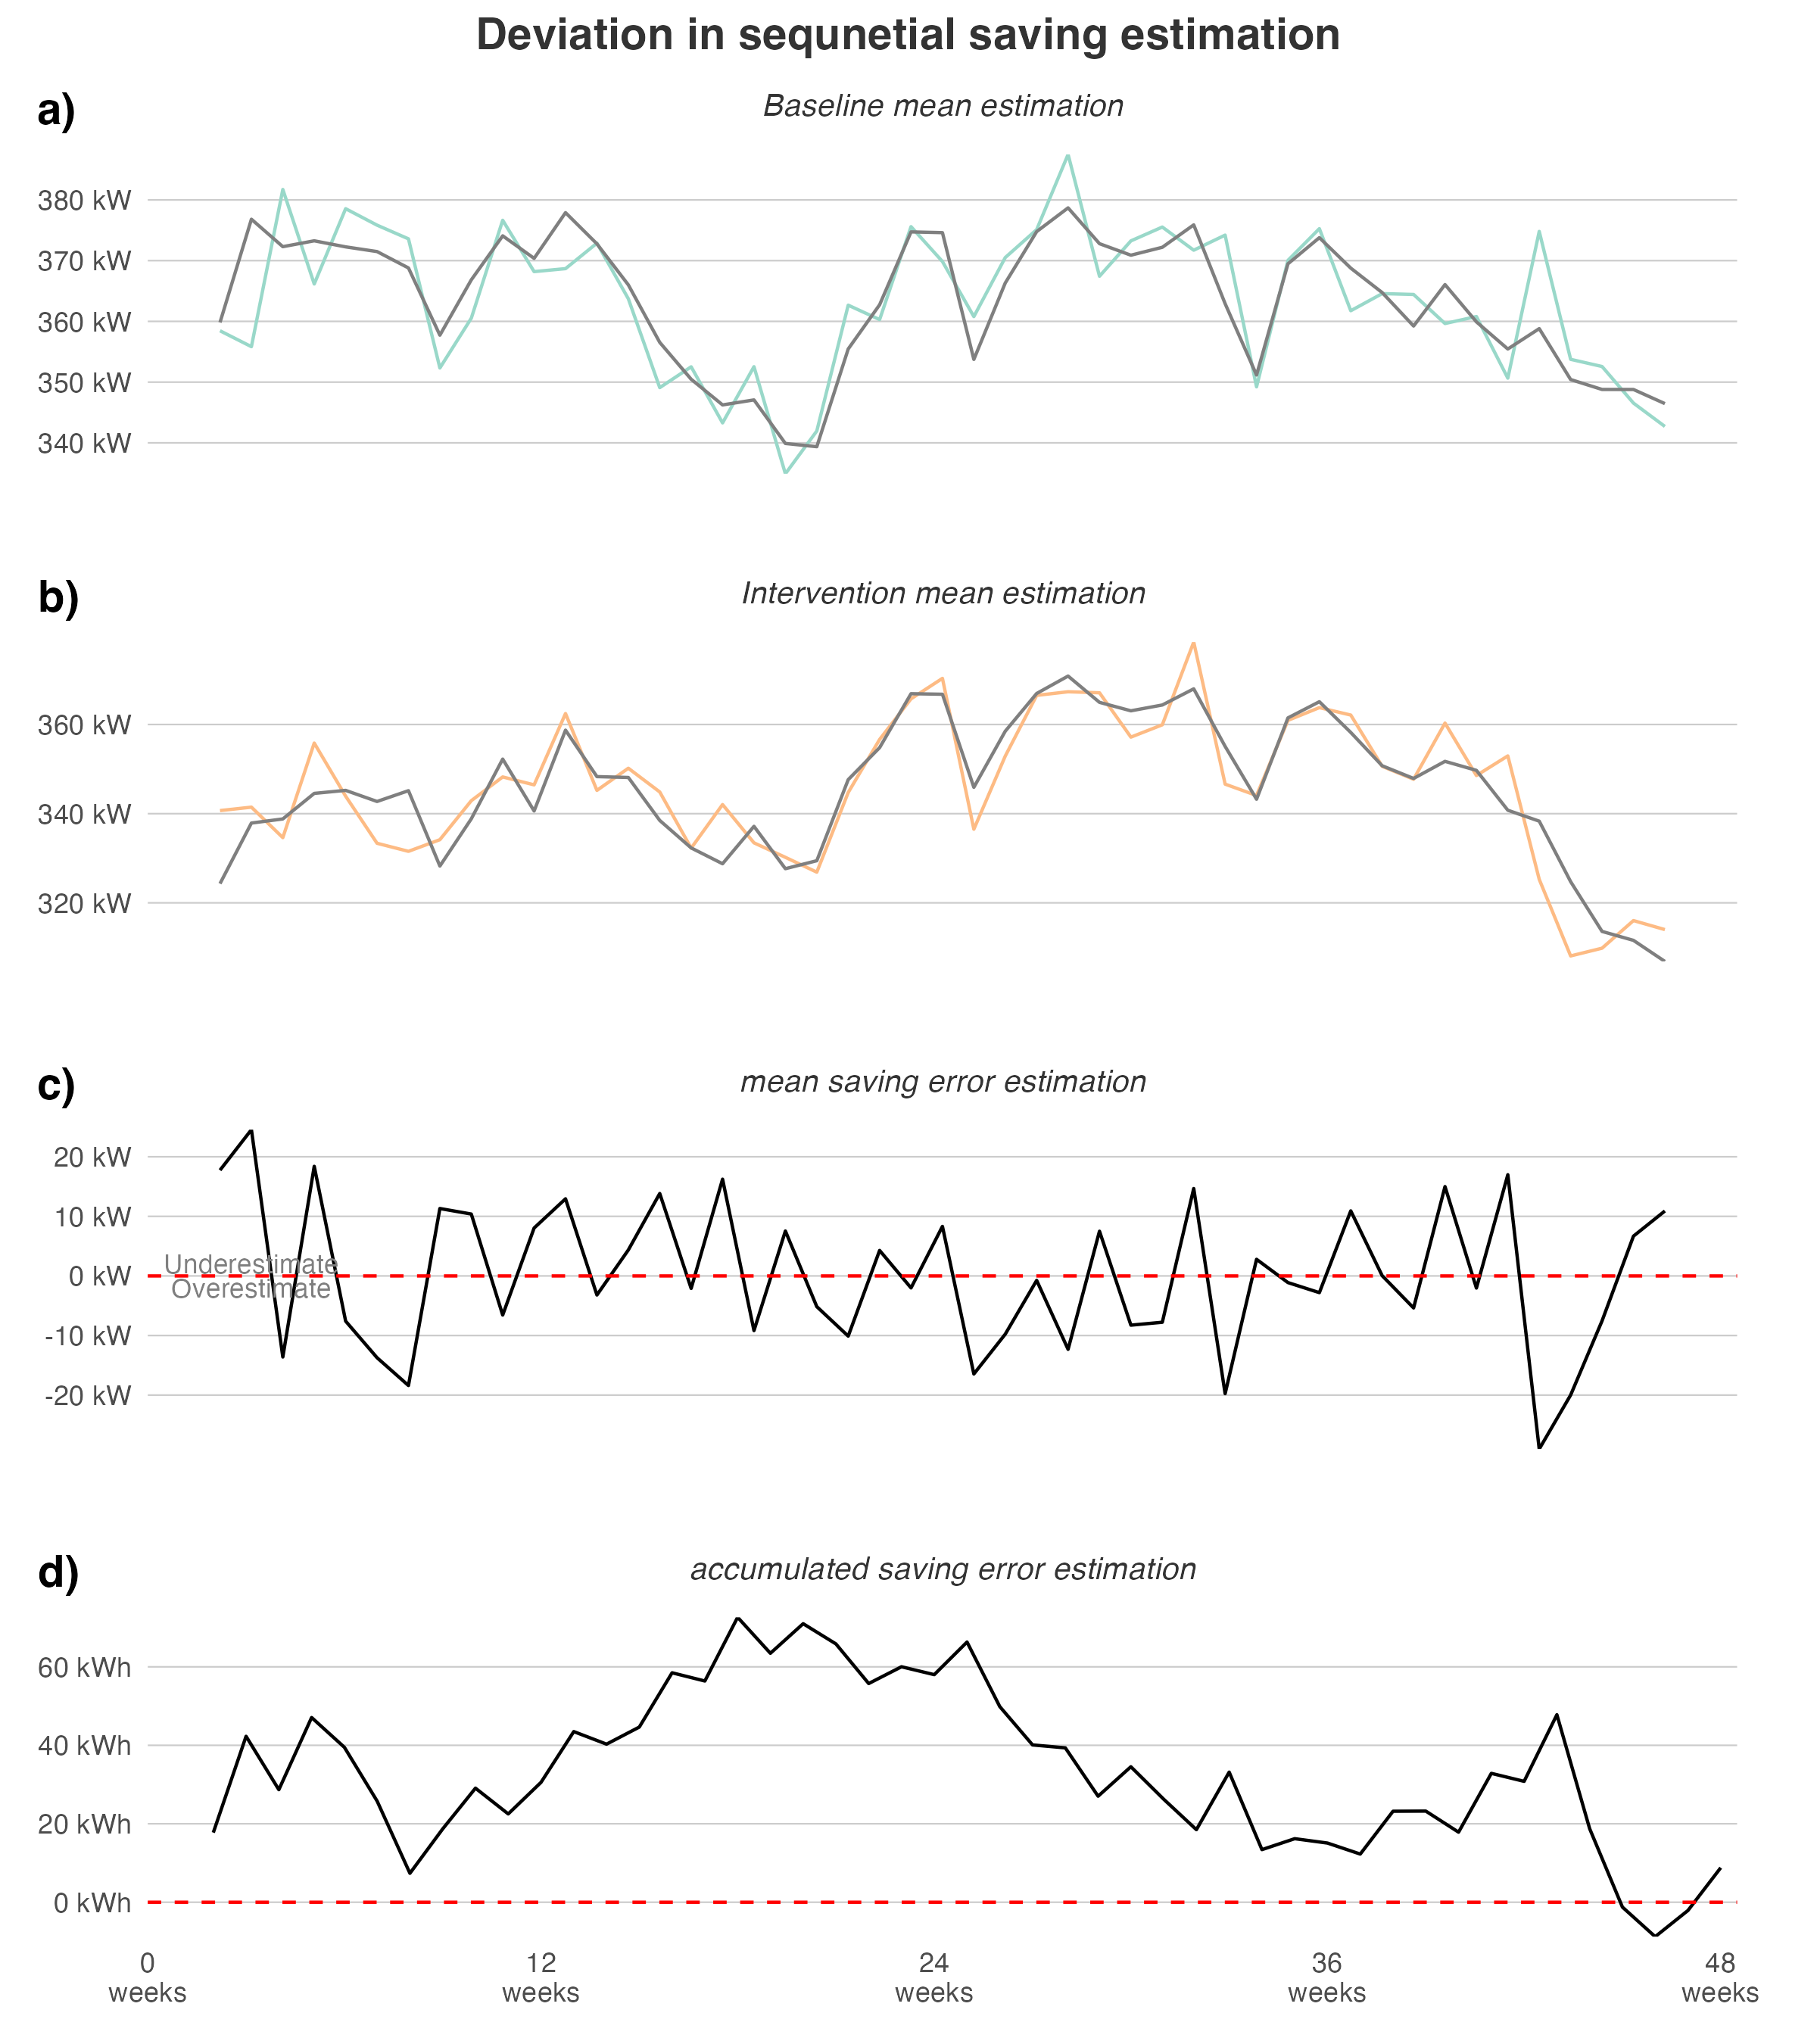 Deviation in sequnetial saving estimation
a)
Baseline mean estimation
380 kW
370 kW
360 kW
350 kW
340 kW
b)
Intervention mean estimation
360 kW
340 kW
320 kW
c)
mean saving error estimation
20 kW
10 kW
Underestimate
0 kW
Overestimate
-10 kW
-20 kW
d)
accumulated saving error estimation
60 kWh
40 kWh
20 kWh
0 kWh
0 12 24 36 48
weeks weeks weeks weeks weeks